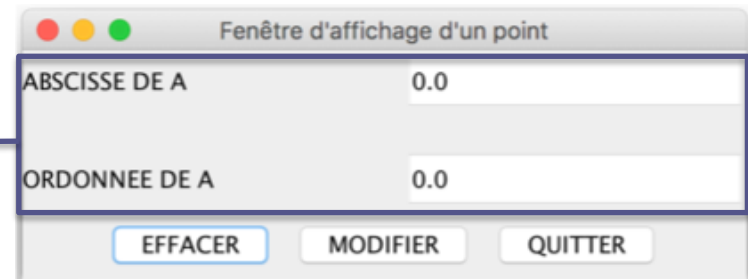 Fenêtre d'affichage d'un point
ABSCISSE DE A 0.0
ORDONNEE DE A 0.0
EFFACER MODIFIER QUITTER